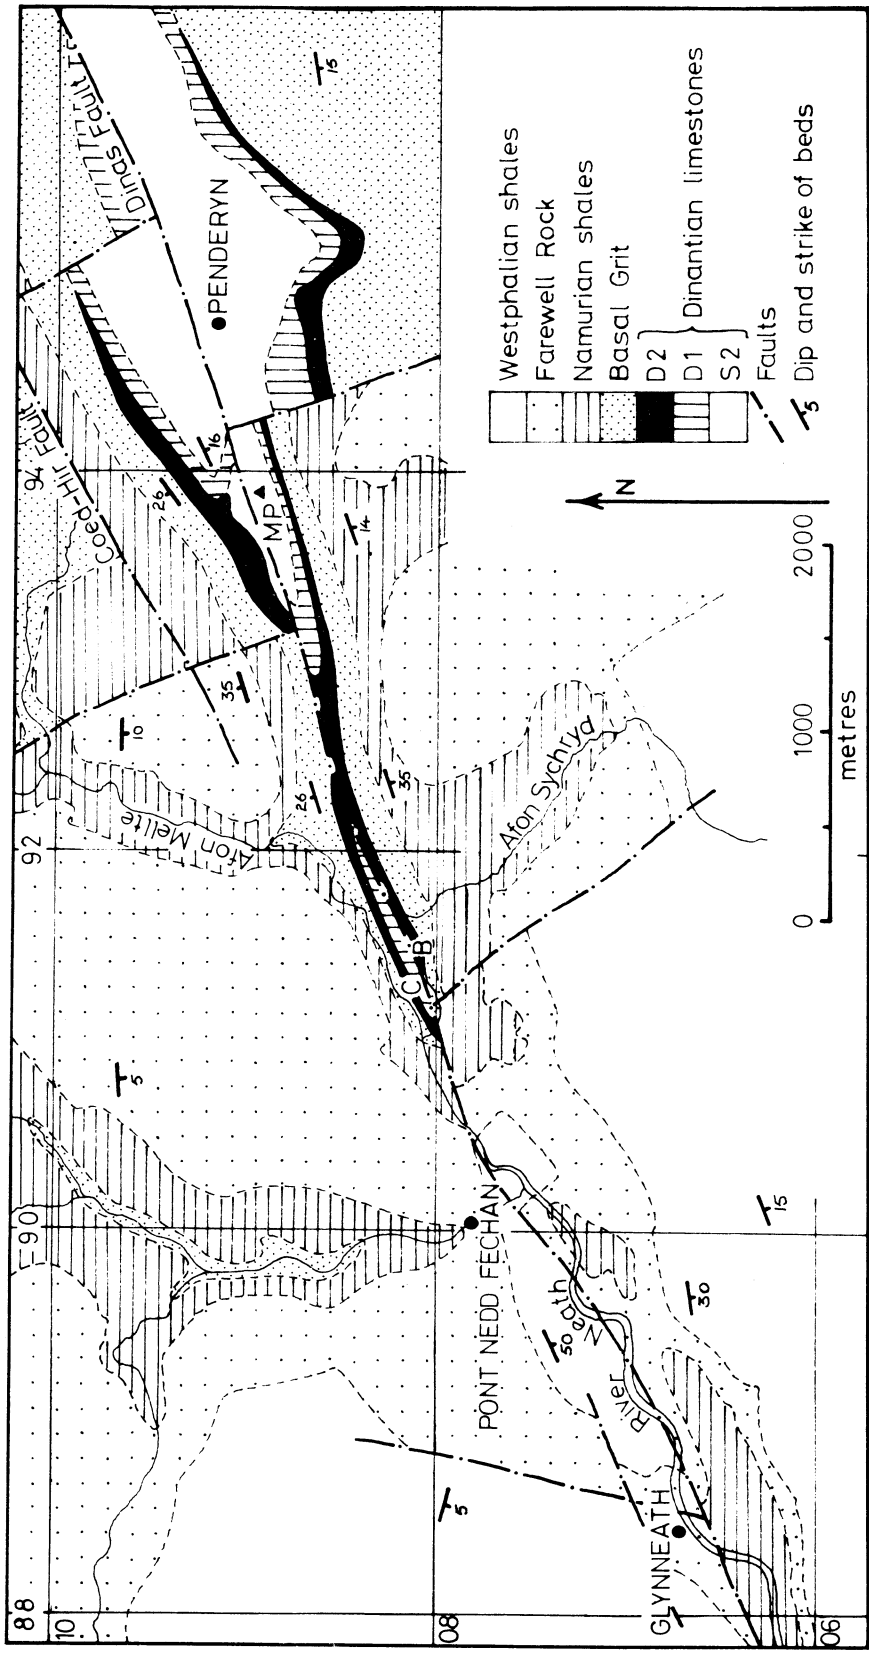 88
90
92
94
10
08
06
Coed-Hir Fault
Dinas Fault
PENDERYN
MP
Afon Mellte
Afon Sychryd
C
B
PONT NEDD FECHAN
River Neath
GLYNNEATH
26
16
15
14
35
10
26
35
5
15
30
50
5
Westphalian shales
Farewell Rock
Namurian shales
Basal Grit
D2
D1
S2
Dinantian limestones
Faults
5
Dip and strike of beds
N
0
1000
2000
metres